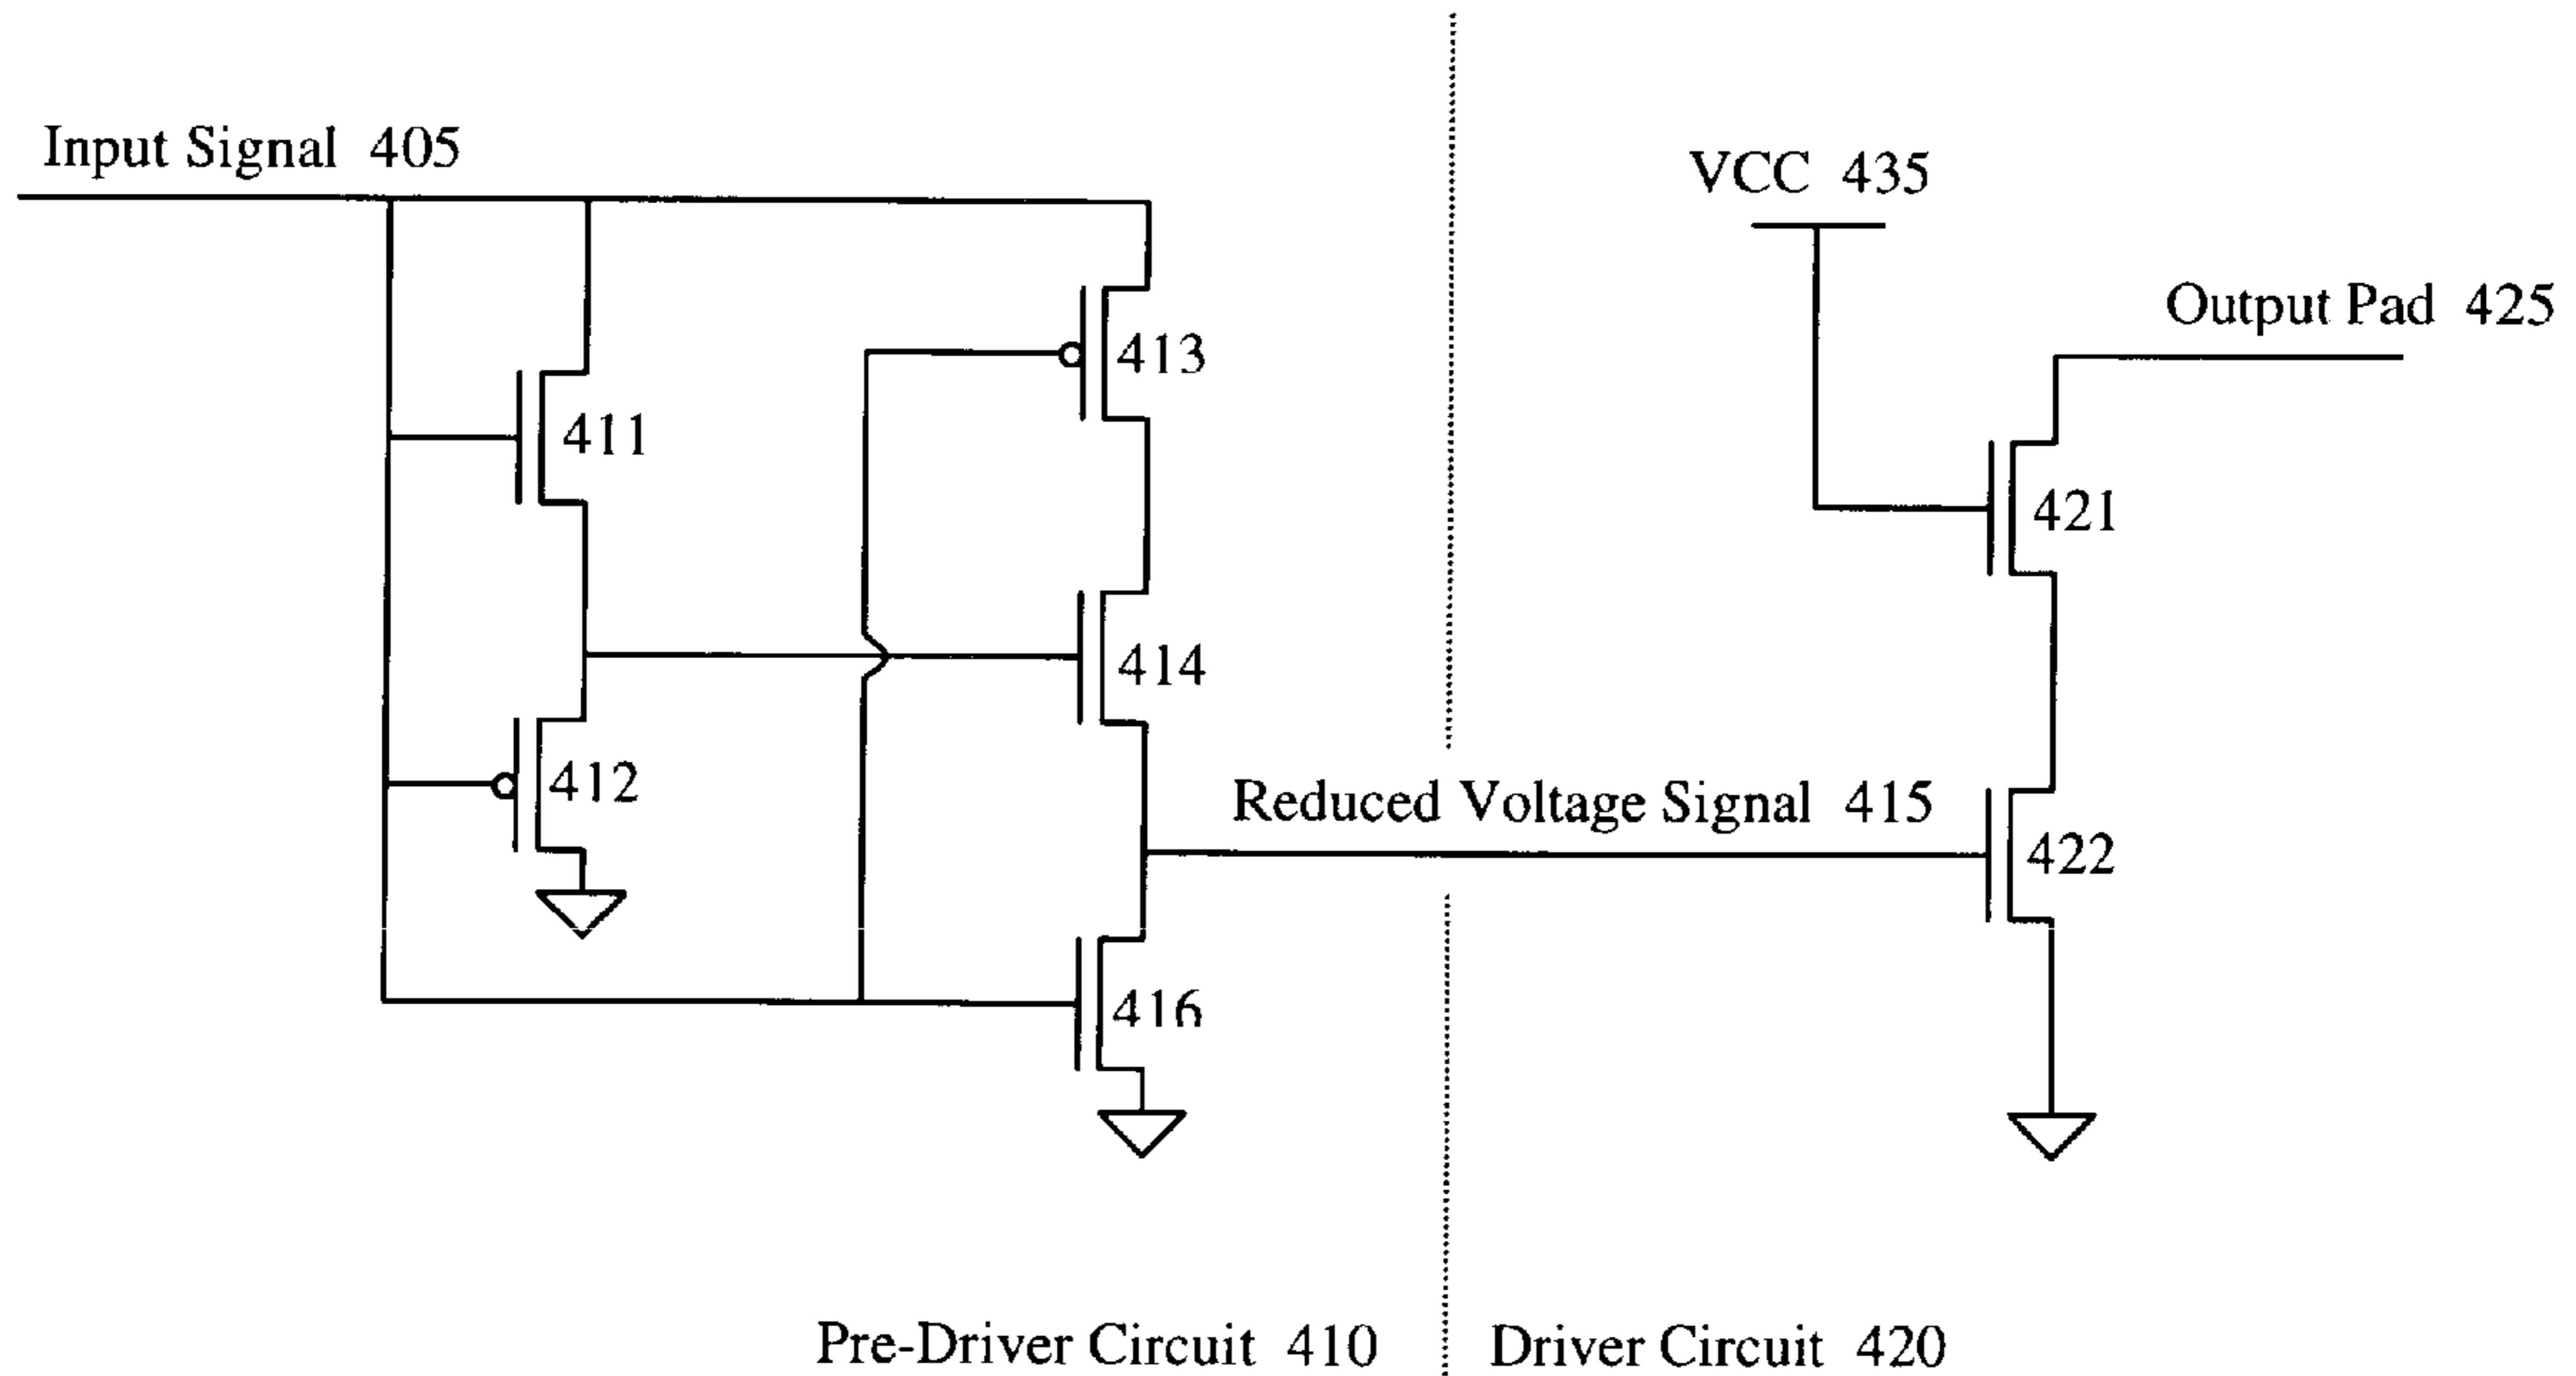 Input Signal 405
VCC 435
Output Pad 425
413
411
421
414
412
Reduced Voltage Signal 415
422
416
Pre-Driver Circuit 410
Driver Circuit 420